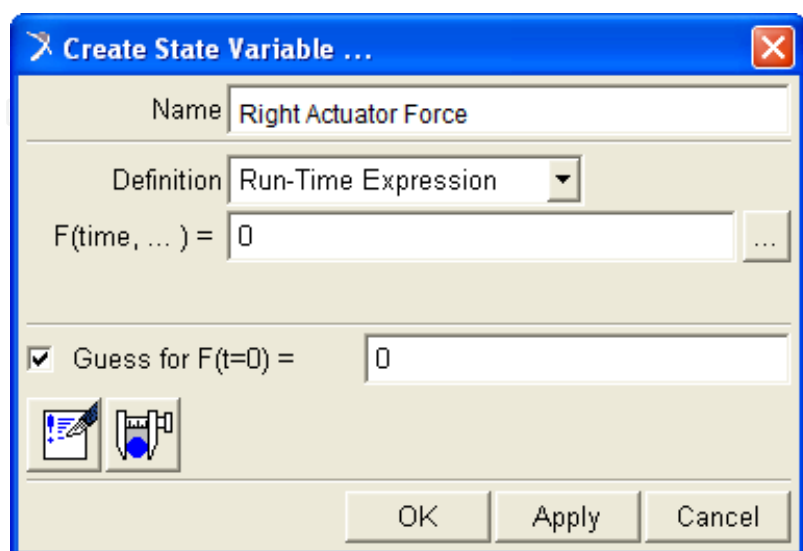 Create State Variable ...
Name Right Actuator Force
Definition Run-Time Expression
F(time, ... ) = 0 ...
Guess for F(t=0) = 0
OK Apply Cancel